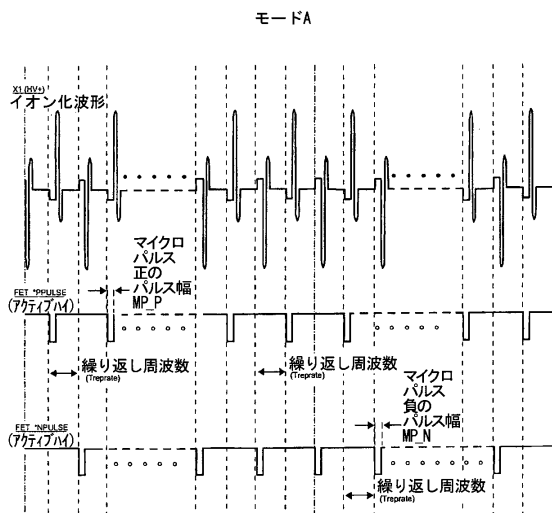 モードA
X1 (HV+)
イオン化波形
マイクロ
パルス
正の
パルス幅
MP_P
FET *PPULSE
(アクティブハイ)
繰り返し周波数
(Treprate)
繰り返し周波数
(Treprate)
マイクロ
パルス
負の
パルス幅
MP_N
FET *NPULSE
(アクティブハイ)
繰り返し周波数
(Treprate)